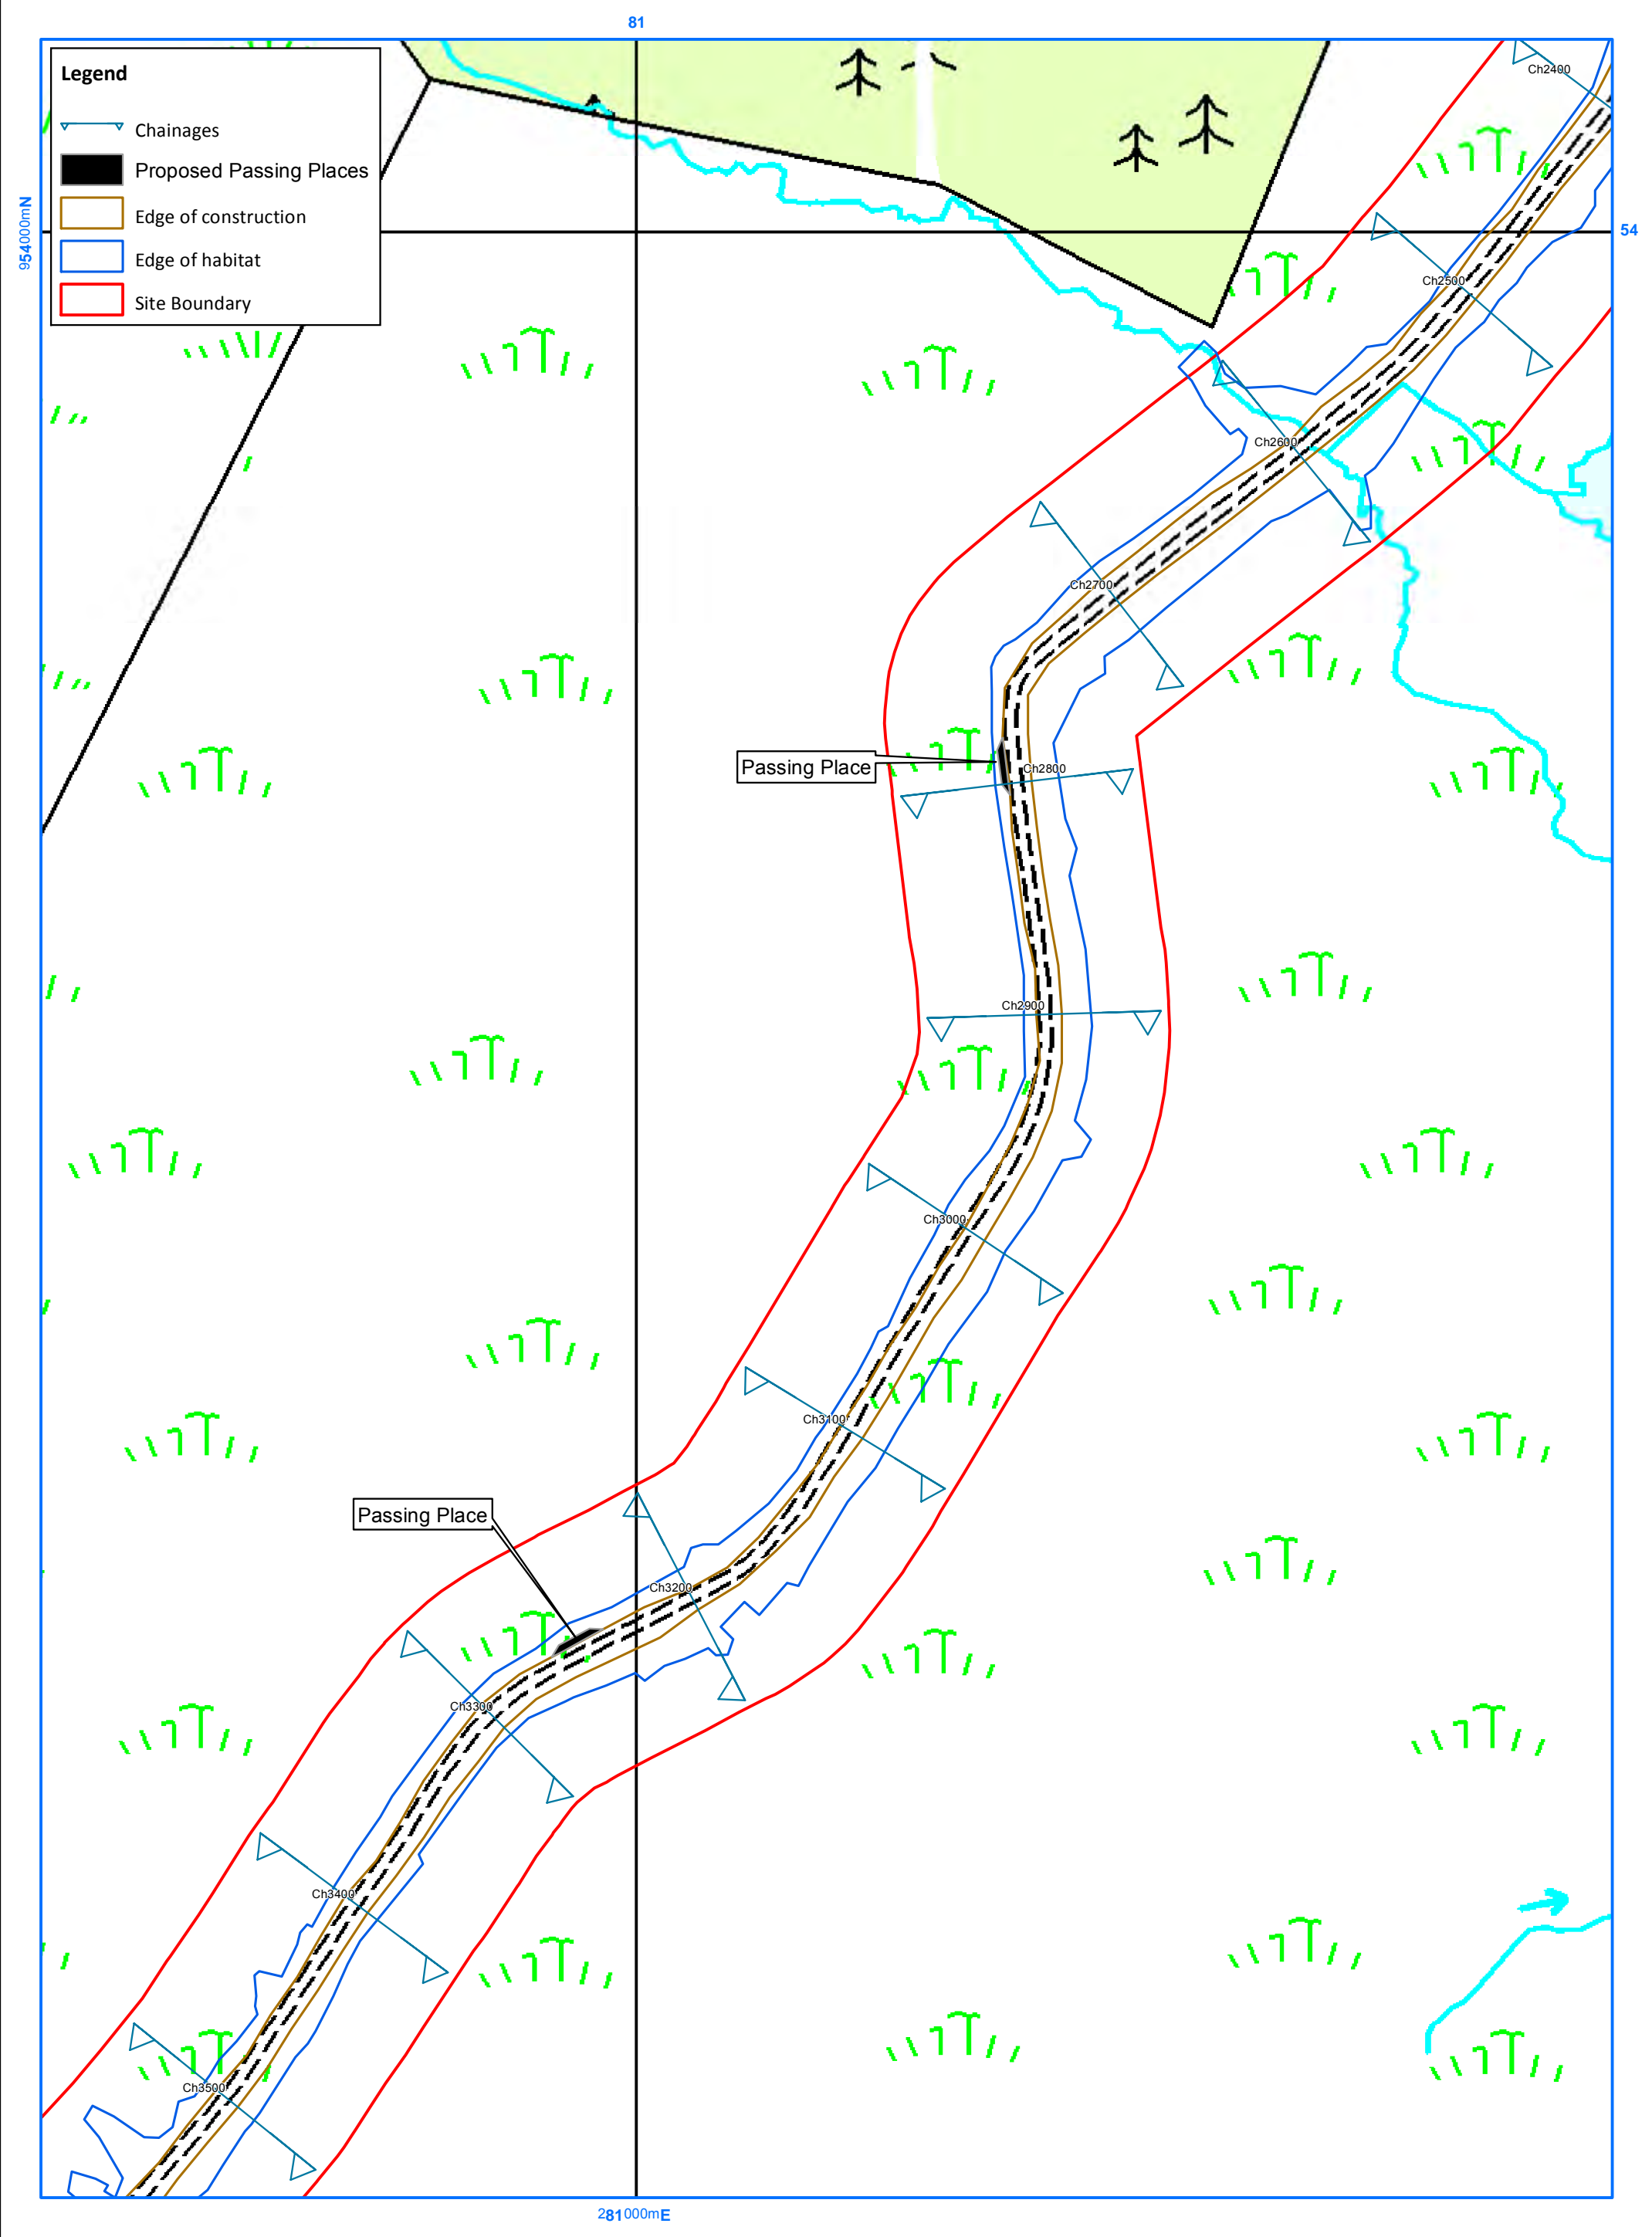 81
Legend
Chainages
Proposed Passing Places
Edge of construction
Edge of habitat
Site Boundary
954000mN
54
Ch2400
Ch2500
Ch2600
Ch2700
Passing Place
Ch2800
Ch2900
Ch3000
Ch3100
Passing Place
Ch3200
Ch3300
Ch3400
Ch3500
281000mE